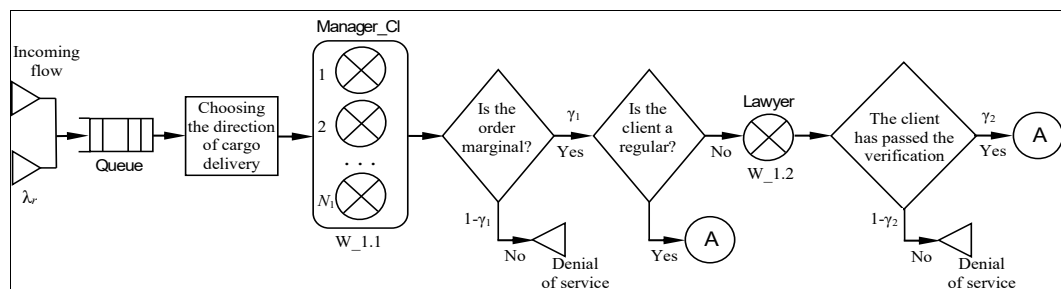 Incoming
flow
λr
Queue
Choosing
the direction
of cargo
delivery
Manager_Cl
1
2
. . .
N1
W_1.1
Is the
order
marginal?
γ1
Yes
1-γ1
No
Denial
of service
Is the
client a
regular?
No
Yes
A
Lawyer
W_1.2
The client
has passed the
verification
γ2
Yes
A
1-γ2
No
Denial
of service